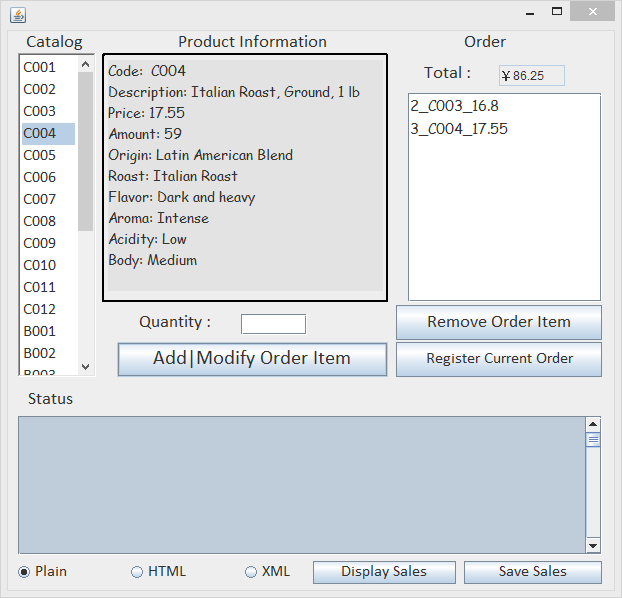 Catalog
Product Information
Order
C001
C002
C003
C004
C005
C006
C007
C008
C009
C010
C011
C012
B001
B002
B003
Code: C004
Description: Italian Roast, Ground, 1 lb
Price: 17.55
Amount: 59
Origin: Latin American Blend
Roast: Italian Roast
Flavor: Dark and heavy
Aroma: Intense
Acidity: Low
Body: Medium
Total :
¥86.25
2_C003_16.8
3_C004_17.55
Quantity :
Add|Modify Order Item
Remove Order Item
Register Current Order
Status
Plain
HTML
XML
Display Sales
Save Sales